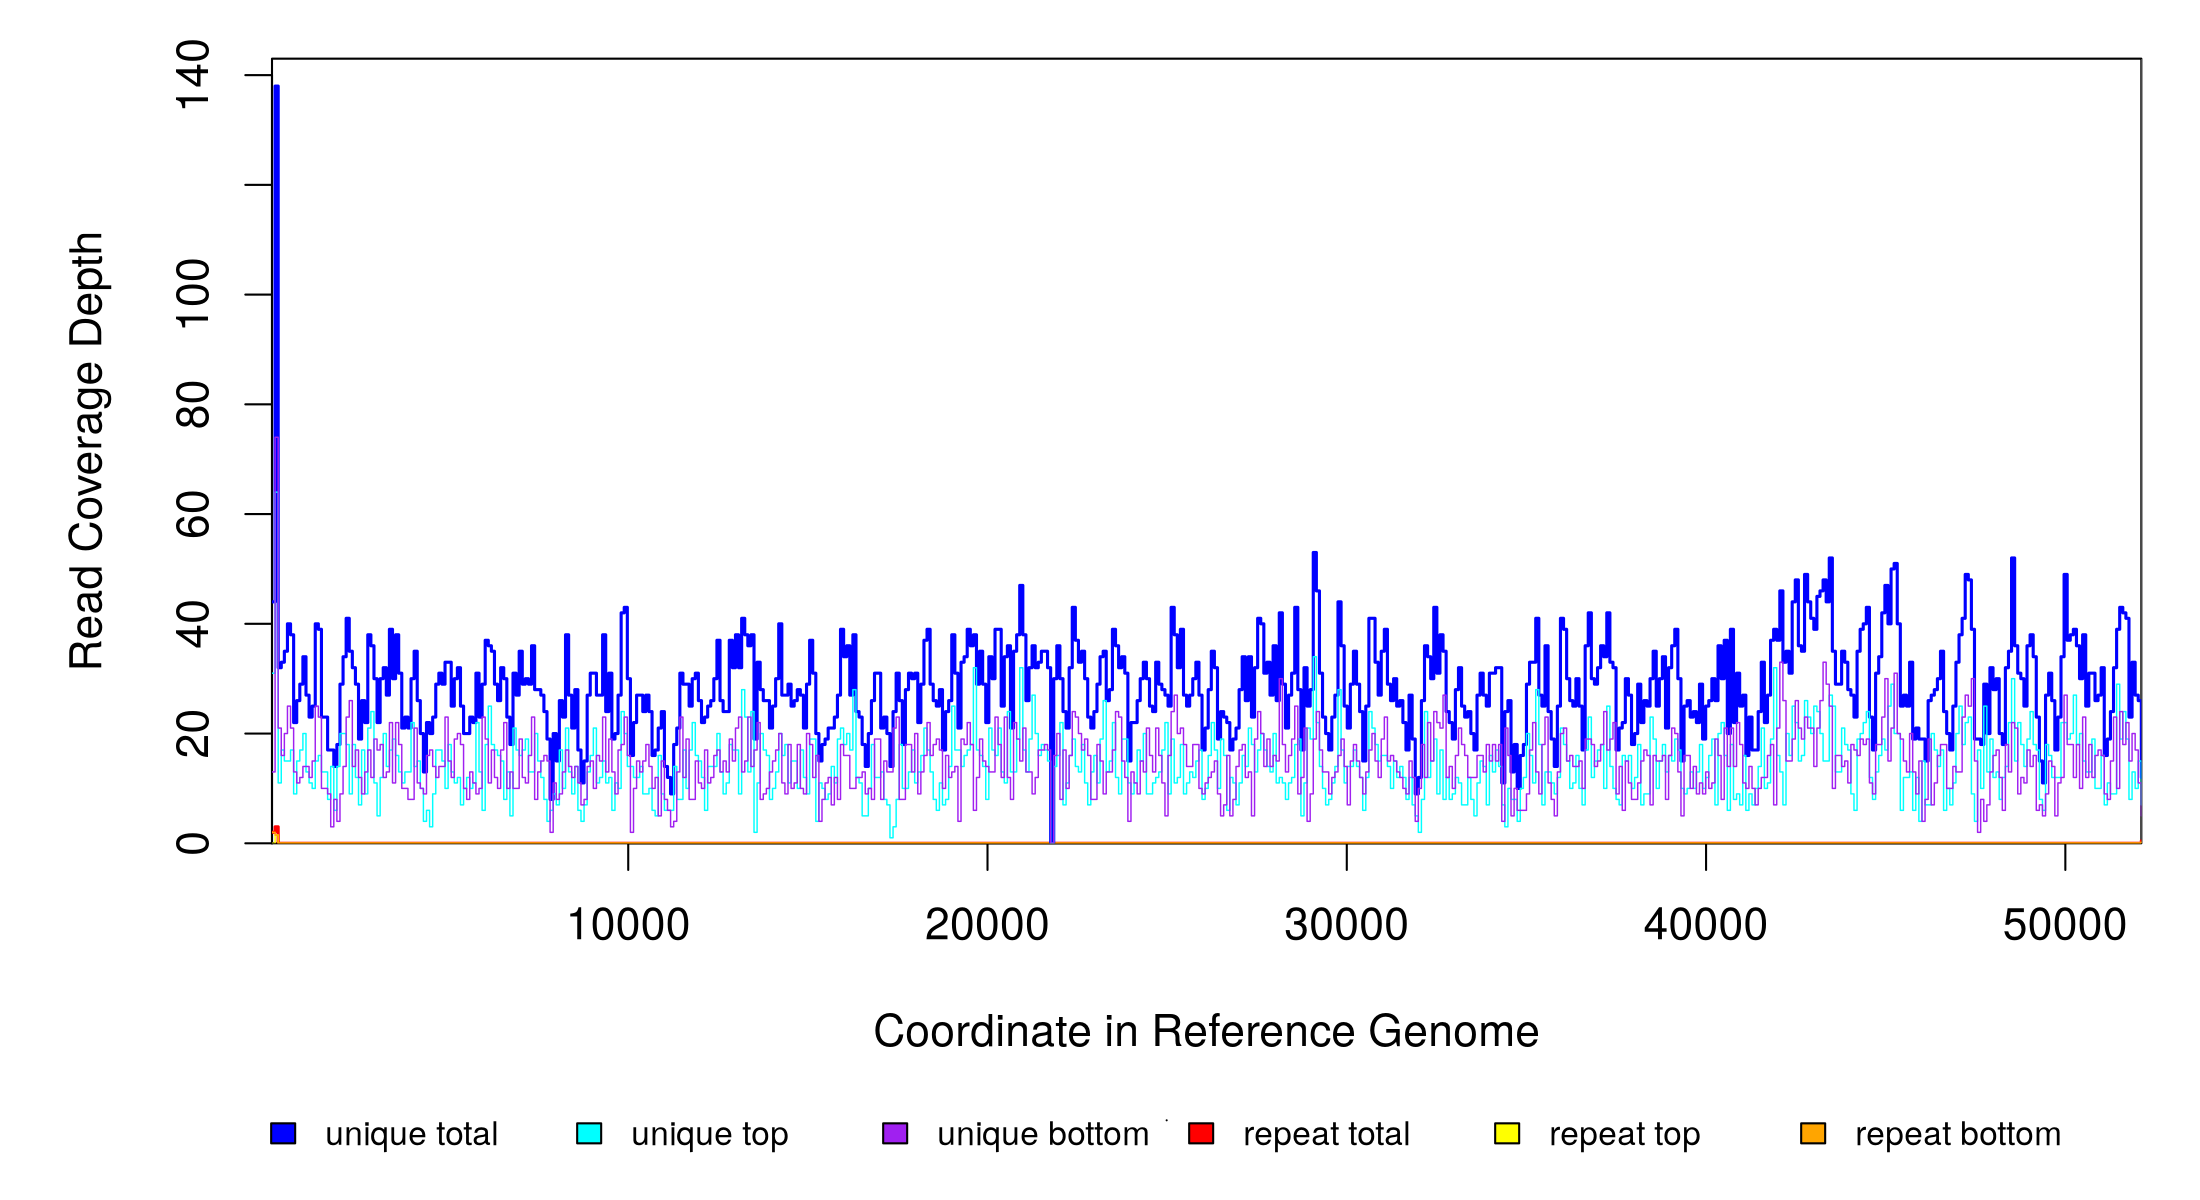 140
100
80
60
40
20
0
Read Coverage Depth
10000 20000 30000 40000 50000
Coordinate in Reference Genome
unique total unique top unique bottom repeat total repeat top repeat bottom